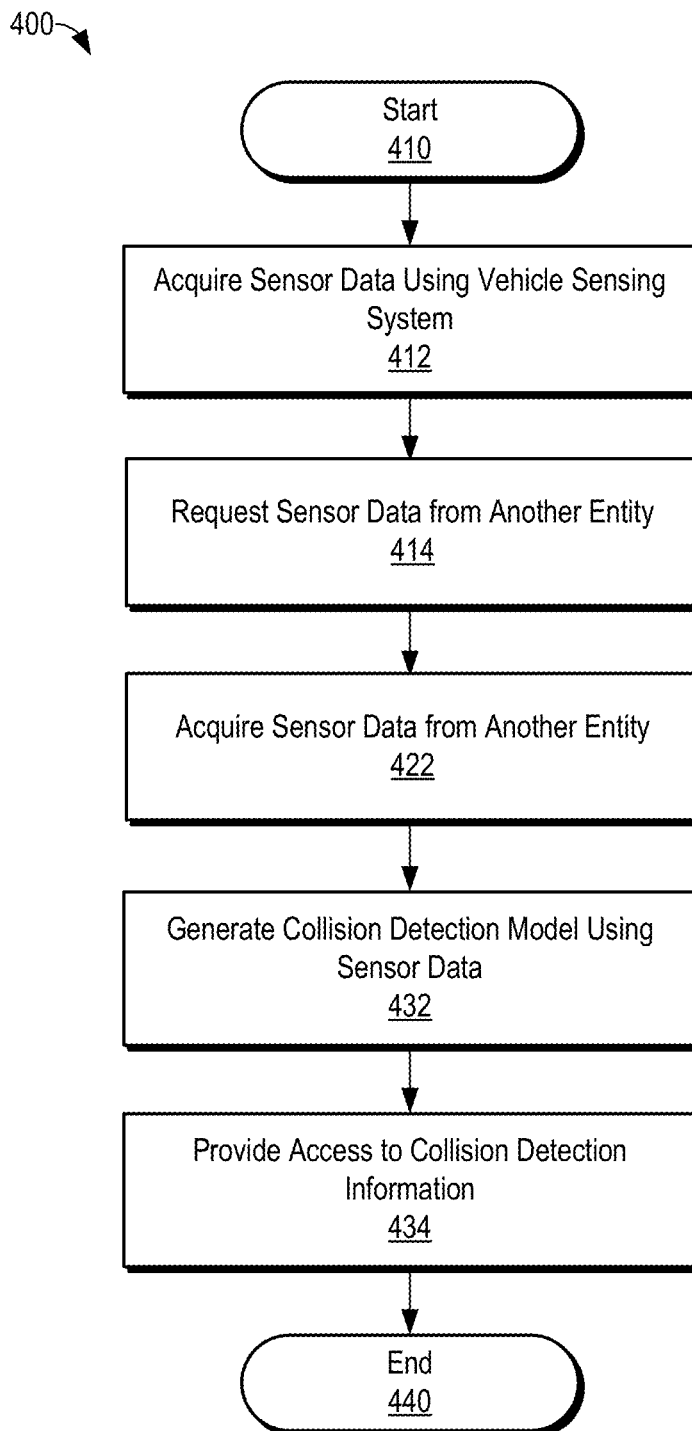 400
Start
410
Acquire Sensor Data Using Vehicle Sensing
System
412
Request Sensor Data from Another Entity
414
Acquire Sensor Data from Another Entity
422
Generate Collision Detection Model Using
Sensor Data
432
Provide Access to Collision Detection
Information
434
End
440